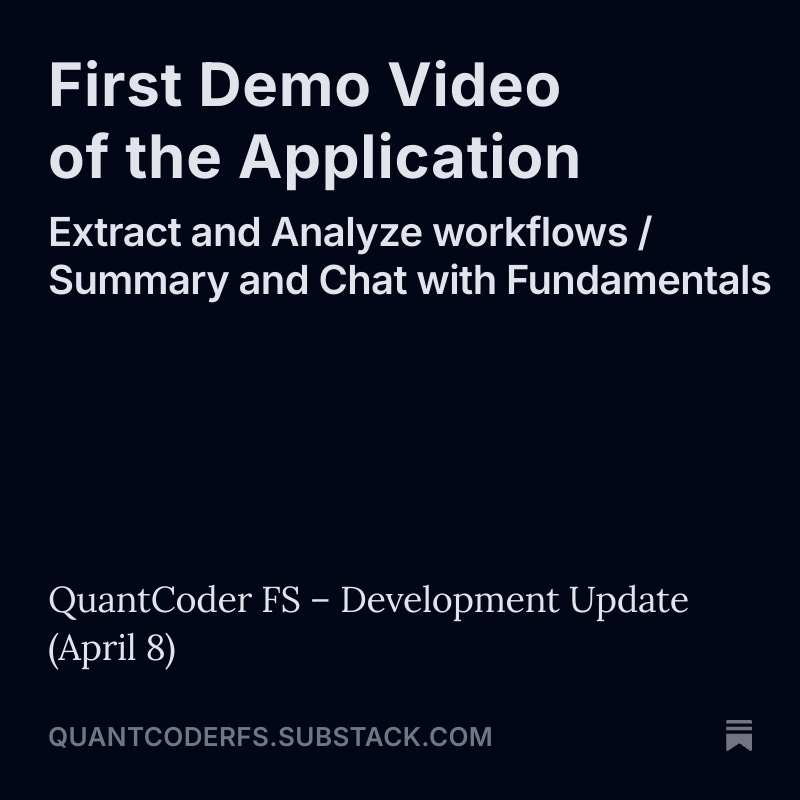 First Demo Video
of the Application
Extract and Analyze workflows /
Summary and Chat with Fundamentals
QuantCoder FS – Development Update
(April 8)
QUANTCODERFS.SUBSTACK.COM